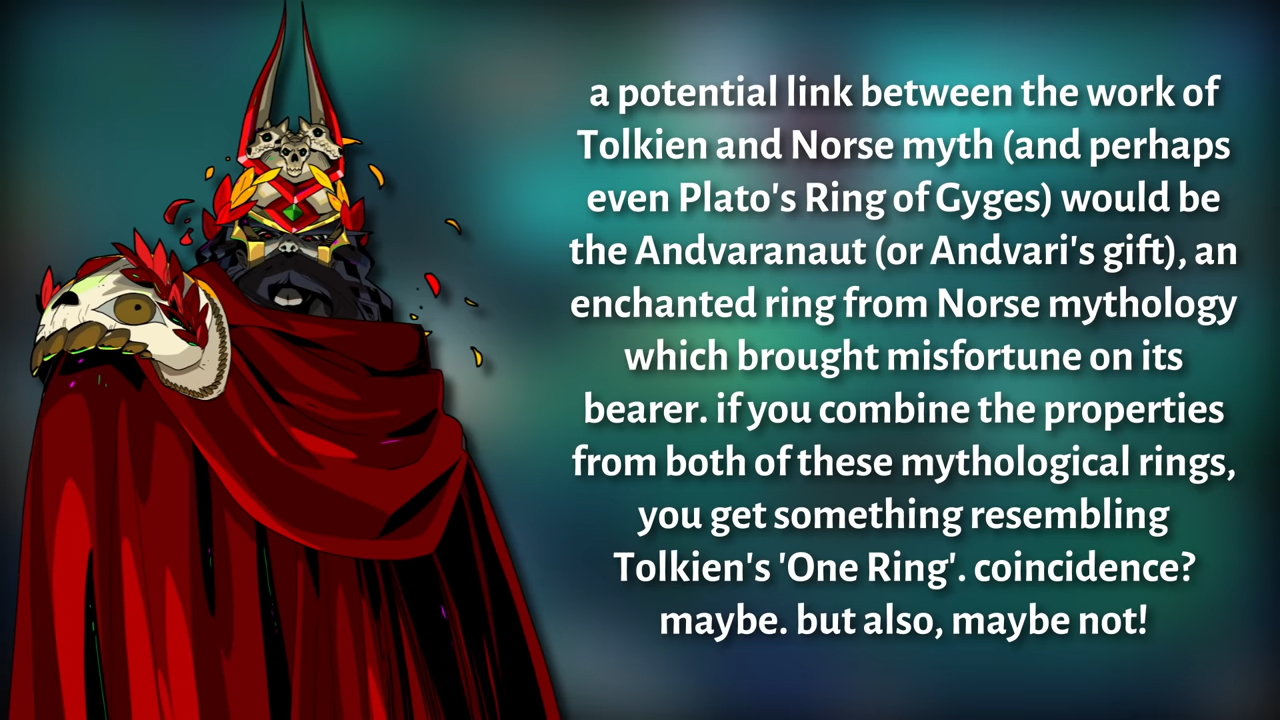 a potential link between the work of
Tolkien and Norse myth (and perhaps
even Plato's Ring of Gyges) would be
the Andvaranaut (or Andvari's gift), an
enchanted ring from Norse mythology
which brought misfortune on its
bearer. if you combine the properties
from both of these mythological rings,
you get something resembling
Tolkien's 'One Ring'. coincidence?
maybe. but also, maybe not!